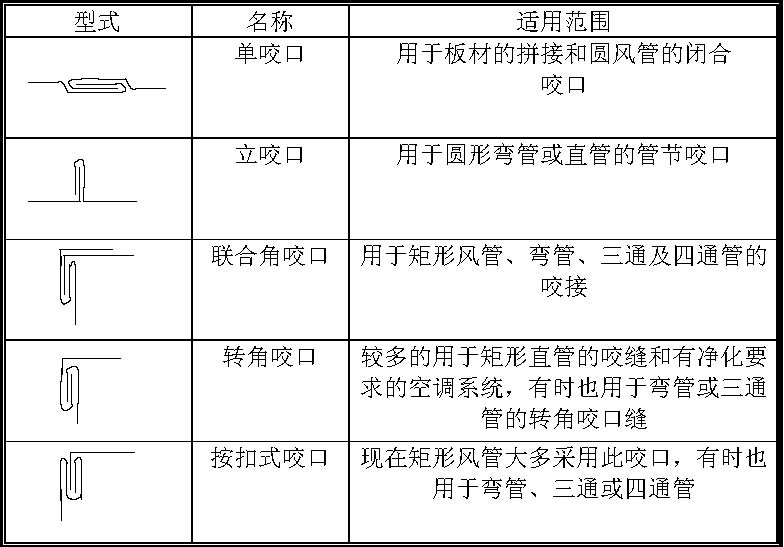 型式 名称 适用范围
单咬口 用于板材的拼接和圆风管的闭合
咬口
立咬口 用于圆形弯管或直管的管节咬口
联合角咬口 用于矩形风管、弯管、三通及四通管的
咬接
转角咬口 较多的用于矩形直管的咬缝和有净化要
求的空调系统，有时也用于弯管或三通
管的转角咬口缝
按扣式咬口 现在矩形风管大多采用此咬口，有时也
用于弯管、三通或四通管